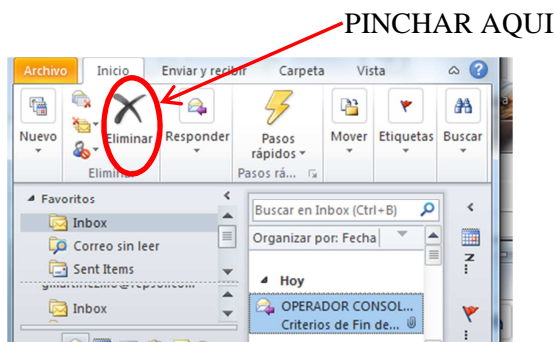 PINCHAR AQUI
Archivo Inicio Enviar y recibir Carpeta Vista
Nuevo Eliminar Responder Pasos rápidos Mover Etiquetas Buscar
Eliminar Pasos rá...
Favoritos
Inbox
Correo sin leer
Sent Items
Inbox
Buscar en Inbox (Ctrl+B)
Organizar por: Fecha
Hoy
OPERADOR CONSOL...
Criterios de Fin de...
N